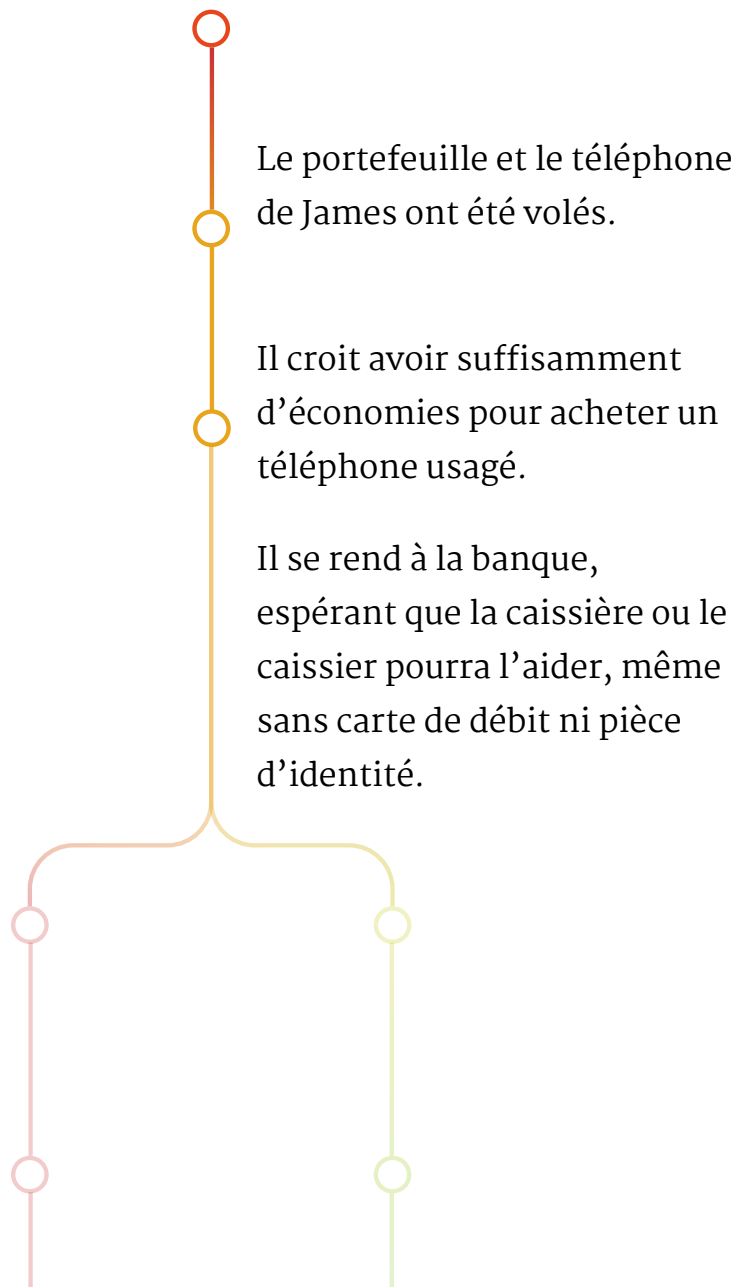 Le portefeuille et le téléphone
de James ont été volés.
Il croit avoir suffisamment
d’économies pour acheter un
téléphone usagé.
Il se rend à la banque,
espérant que la caissière ou le
caissier pourra l’aider, même
sans carte de débit ni pièce
d’identité.